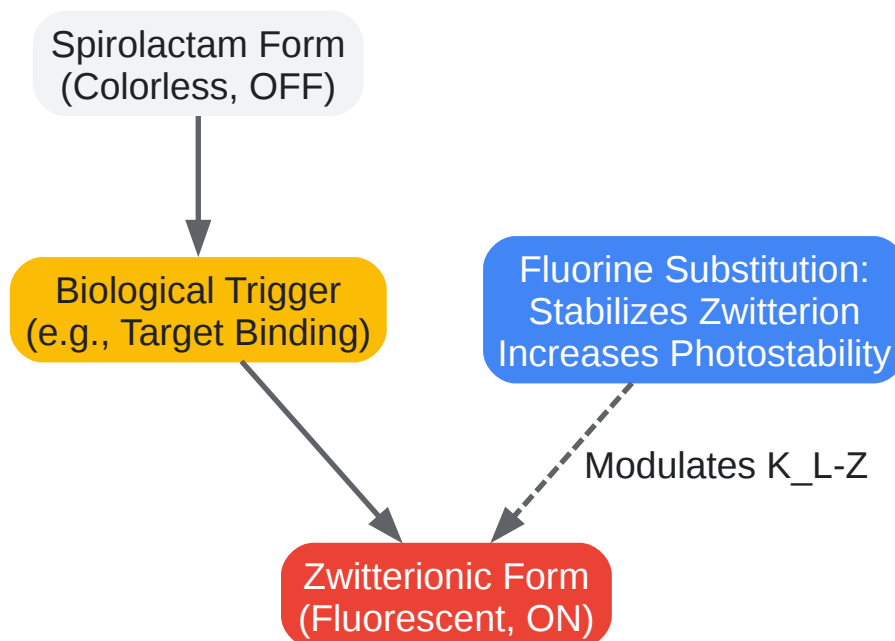 Spirolactam Form
(Colorless, OFF)
Biological Trigger
(e.g., Target Binding)
Fluorine Substitution:
Stabilizes Zwitterion
Increases Photostability
Modulates K_L-Z
Zwitterionic Form
(Fluorescent, ON)